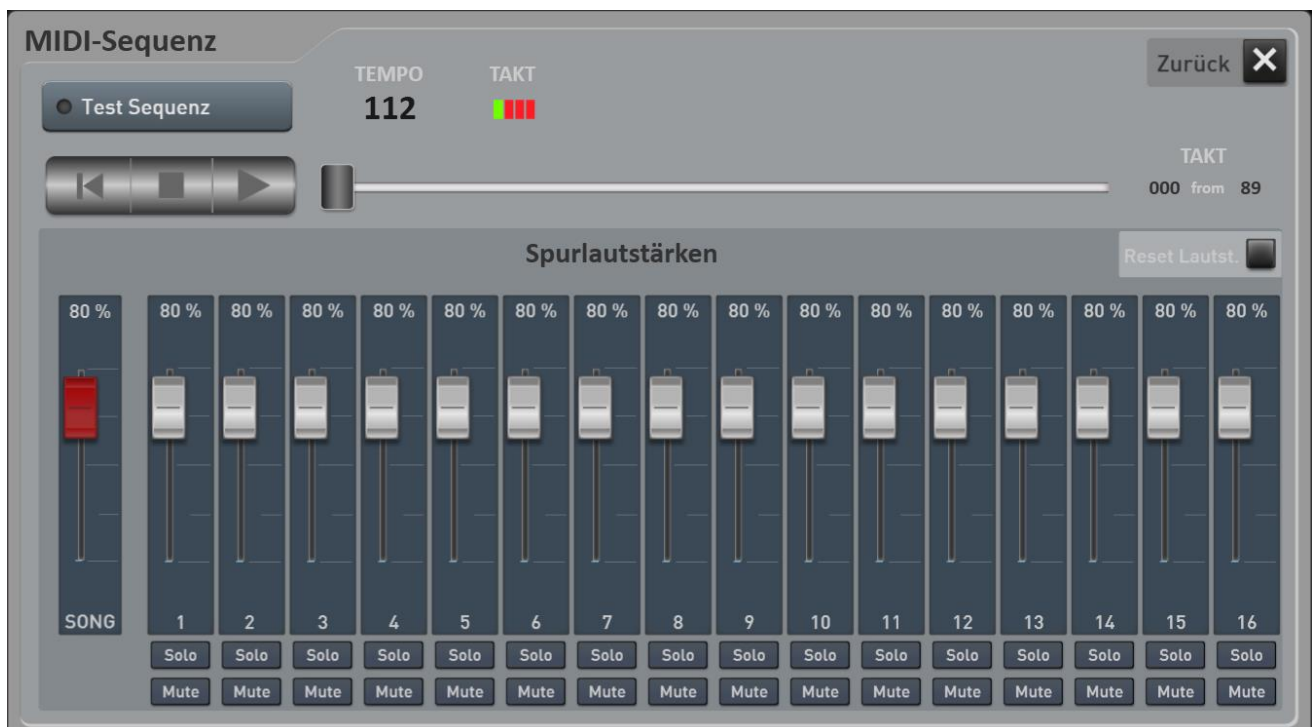 MIDI-Sequenz
Zurück
TEMPO TAKT
Test Sequenz
112
TAKT
000 from 89
Spurlautstärken
Reset Lautst.
80 % 80 % 80 % 80 % 80 % 80 % 80 % 80 % 80 % 80 % 80 % 80 % 80 % 80 % 80 % 80 % 80 %
SONG 1 2 3 4 5 6 7 8 9 10 11 12 13 14 15 16
Solo Solo Solo Solo Solo Solo Solo Solo Solo Solo Solo Solo Solo Solo Solo Solo
Mute Mute Mute Mute Mute Mute Mute Mute Mute Mute Mute Mute Mute Mute Mute Mute